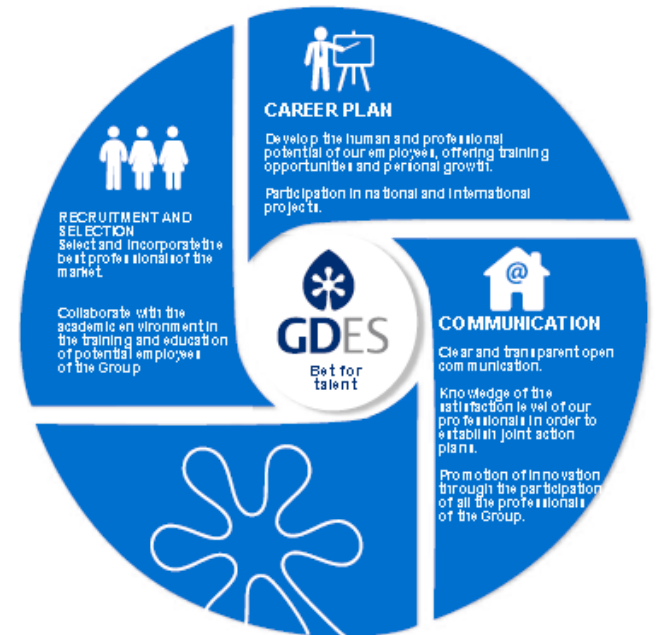 CAREER PLAN
Develop the human and professional
potential of our employees, offering training
opportunities and personal growth.
Participation in national and international
projects.
RECRUITMENT AND
SELECTION
Select and incorporate the
best professionals of the
market.
Collaborate with the
academic environment in
the training and education
of potential employees
of the Group
GDES
Bet for
talent
@
COMMUNICATION
Clear and transparent open
communication.
Knowledge of the
satisfaction level of our
professionals in order to
establish joint action
plans.
Promotion of innovation
through the participation
of all the professionals
of the Group.